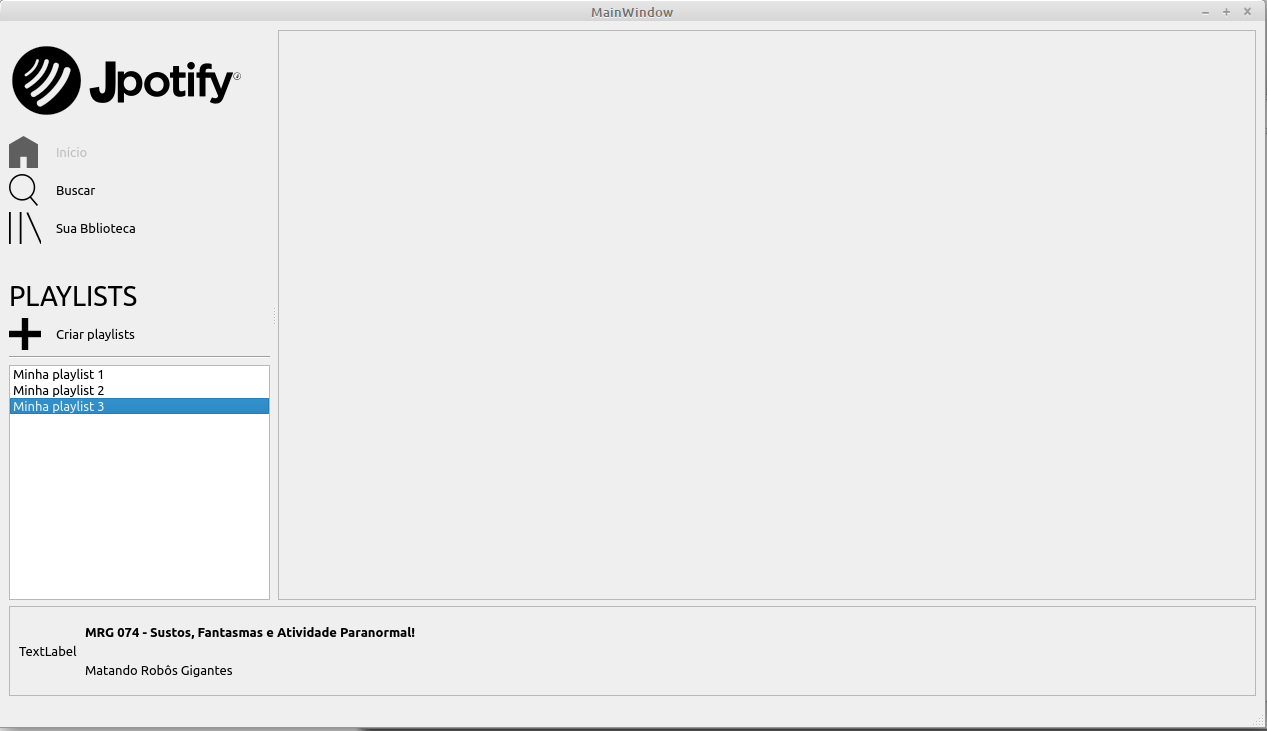 MainWindow
Jpotify
Início
Buscar
Sua Bblioteca
PLAYLISTS
Criar playlists
Minha playlist 1
Minha playlist 2
Minha playlist 3
MRG 074 - Sustos, Fantasmas e Atividade Paranormal!
TextLabel
Matando Robôs Gigantes